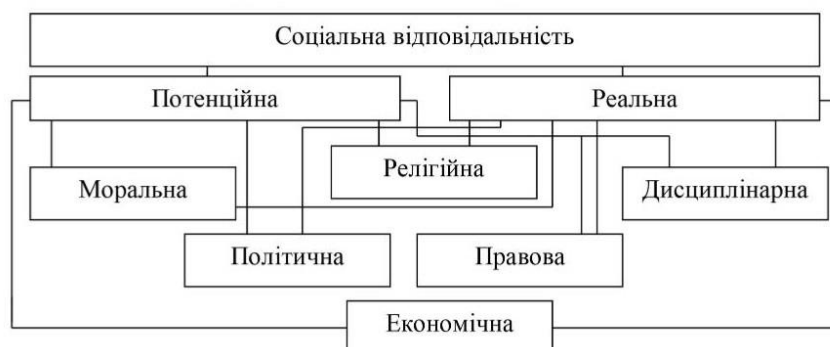 Соціальна відповідальність
Потенційна
Реальна
Релігійна
Моральна
Дисциплінарна
Політична
Правова
Економічна